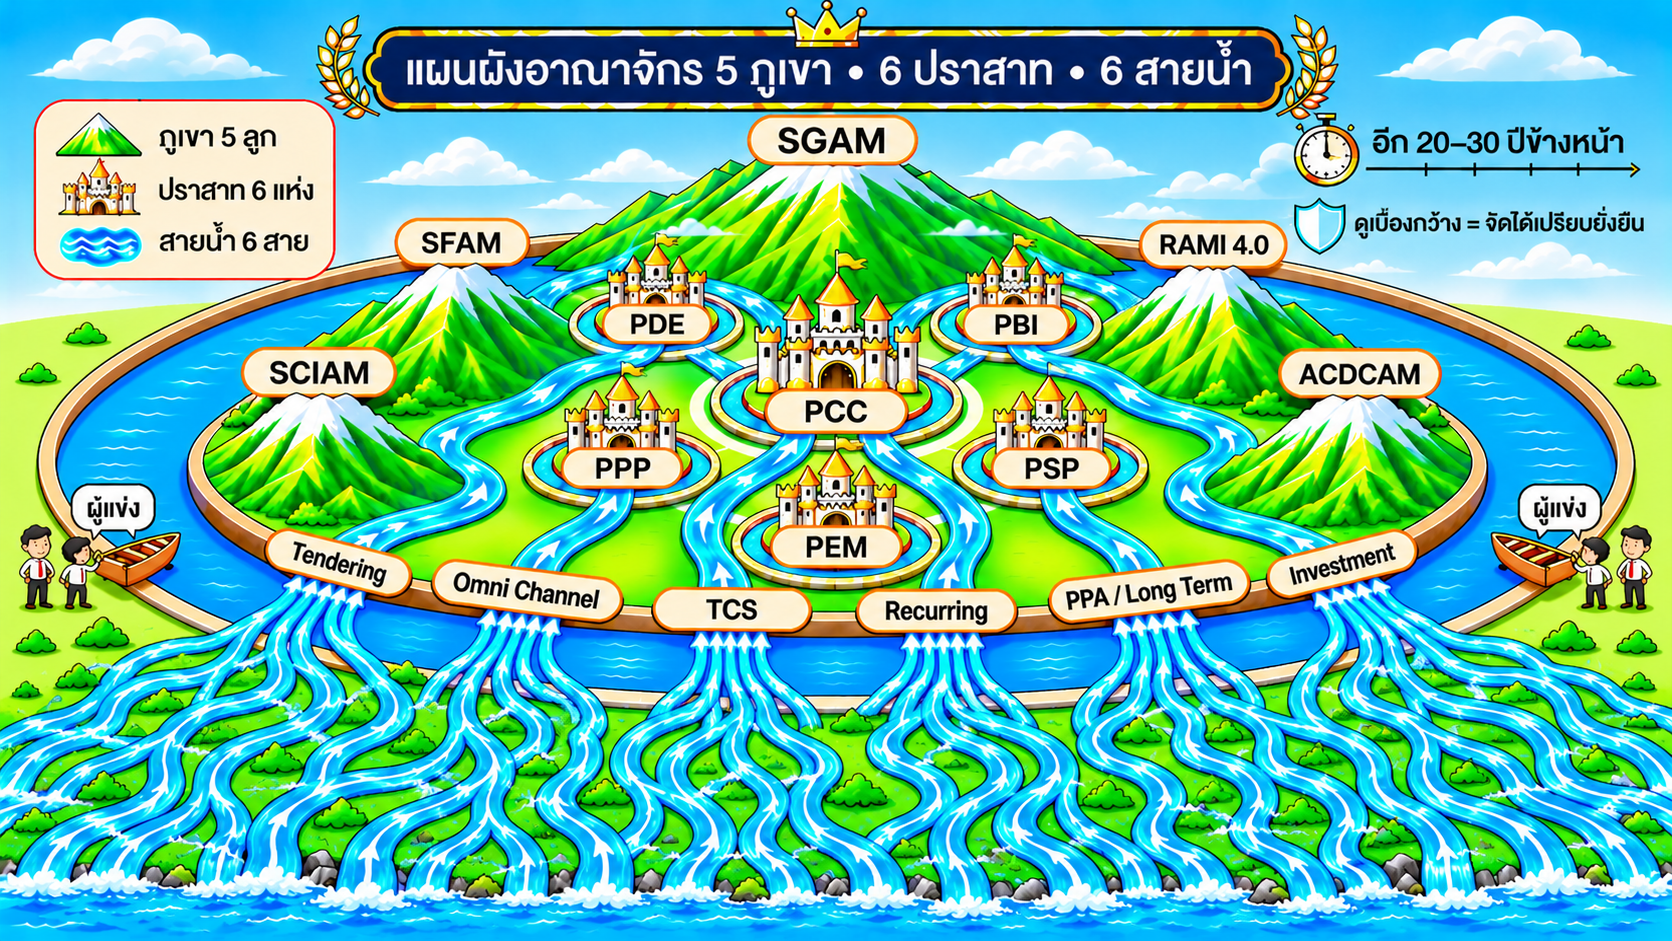 แผนผังอาณาจักร 5 ภูเขา • 6 ปราสาท • 6 สายน้ำ
ภูเขา 5 ลูก
ปราสาท 6 แห่ง
สายน้ำ 6 สาย
อีก 20–30 ปีข้างหน้า
ดูเบื้องกว้าง = จัดได้เปรียบยั่งยืน
SGAM
SFAM
RAMI 4.0
SCIAM
ACDCAM
PDE
PBI
PCC
PPP
PSP
PEM
ผู้แข่ง
ผู้แข่ง
Tendering
Omni Channel
TCS
Recurring
PPA / Long Term
Investment